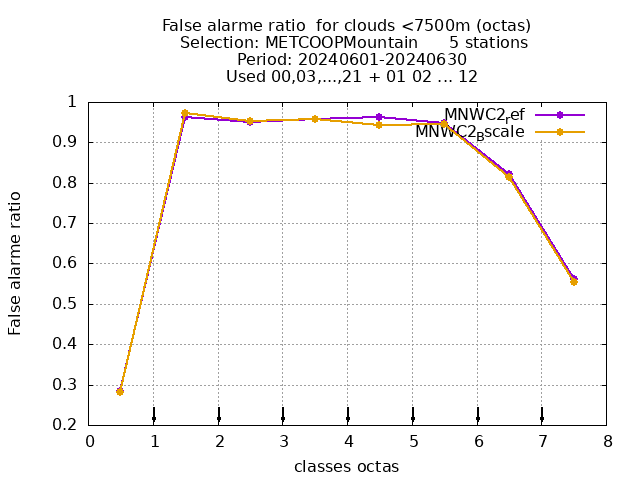 False alarme ratio  for clouds <7500m (octas)
Selection: METCOOPMountain      5 stations
Period: 20240601-20240630
Used 00,03,...,21 + 01 02 ... 12
MNWC2ref
MNWC2Bscale
1
0.9
0.8
0.7
0.6
0.5
0.4
0.3
0.2
False alarme ratio
0 1 2 3 4 5 6 7 8
classes octas